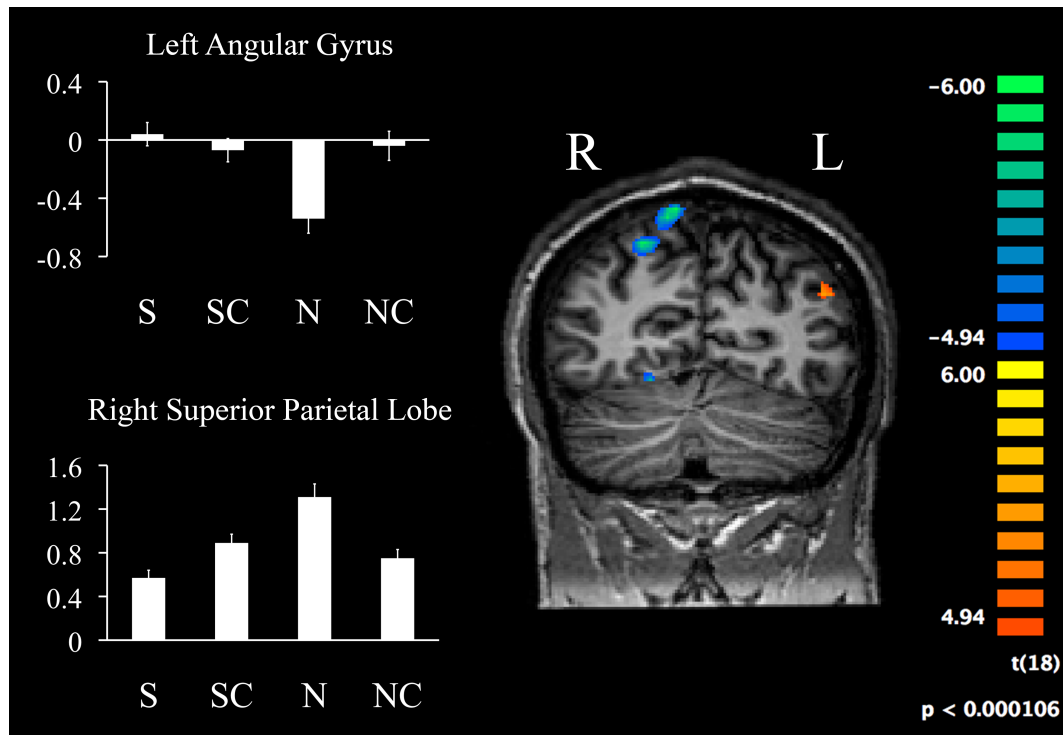 Left Angular Gyrus
0.4
0
-0.4
-0.8
S SC N NC
Right Superior Parietal Lobe
1.6
1.2
0.8
0.4
0
S SC N NC
R L
-6.00
-4.94
6.00
4.94
t(18)
p < 0.000106